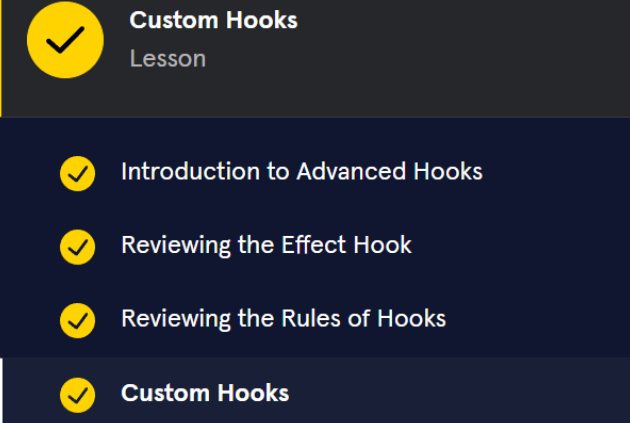 Custom Hooks
Lesson
Introduction to Advanced Hooks
Reviewing the Effect Hook
Reviewing the Rules of Hooks
Custom Hooks